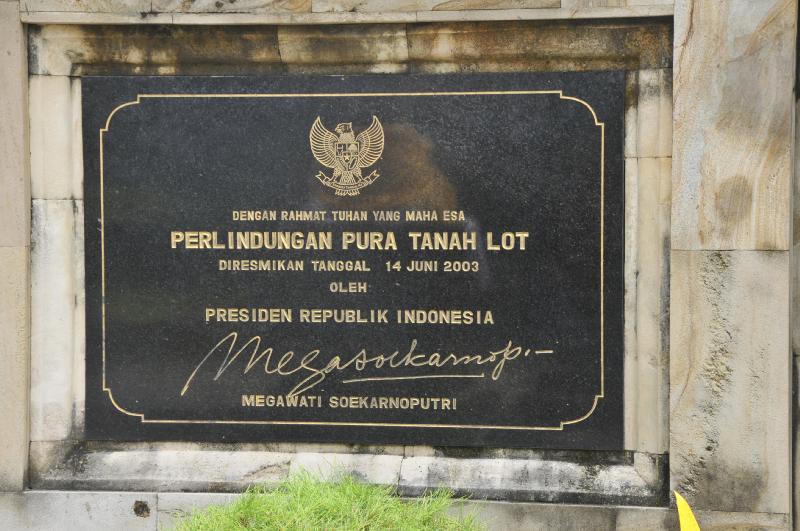 DENGAN RAHMAT TUHAN YANG MAHA ESA
PERLINDUNGAN PURA TANAH LOT
DIRESMIKAN TANGGAL 14 JUNI 2003
OLEH
PRESIDEN REPUBLIK INDONESIA
Megasoekarnop.
MEGAWATI SOEKARNOPUTRI